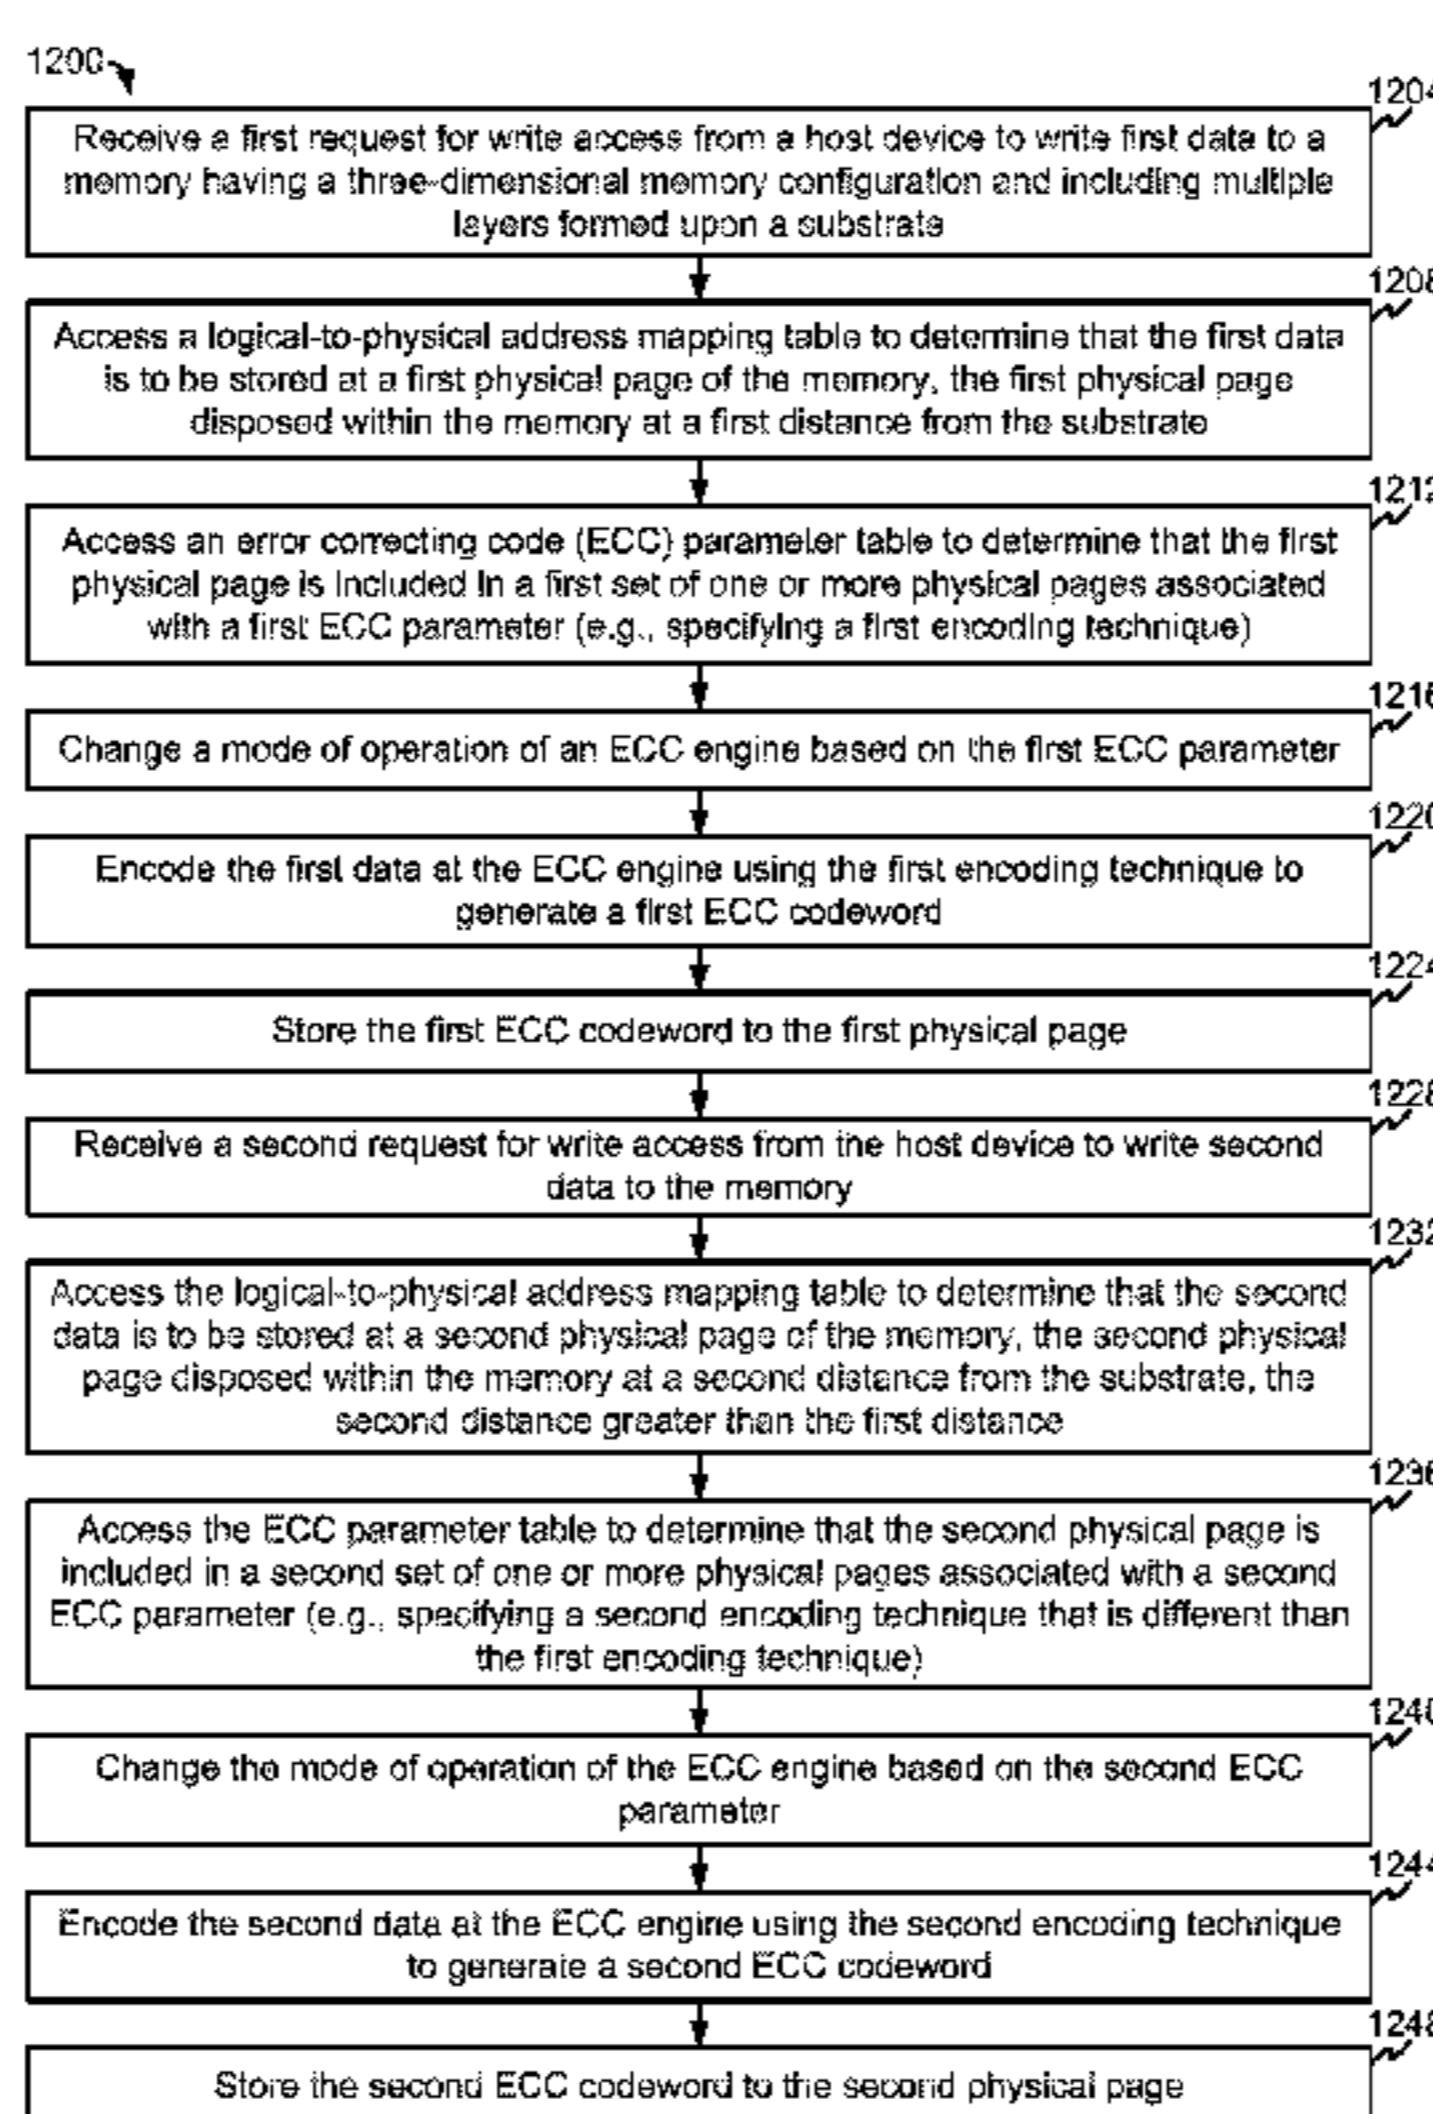 1200
1204
Receive a first request for write access from a host device to write first data to a
memory having a three-dimensional memory configuration and including multiple
layers formed upon a substrate
1208
Access a logical-to-physical address mapping table to determine that the first data
is to be stored at a first physical page of the memory, the first physical page
disposed within the memory at a first distance from the substrate
1212
Access an error correcting code (ECC) parameter table to determine that the first
physical page is included in a first set of one or more physical pages associated
with a first ECC parameter (e.g., specifying a first encoding technique)
1216
Change a mode of operation of an ECC engine based on the first ECC parameter
1220
Encode the first data at the ECC engine using the first encoding technique to
generate a first ECC codeword
1224
Store the first ECC codeword to the first physical page
1228
Receive a second request for write access from the host device to write second
data to the memory
1232
Access the logical-to-physical address mapping table to determine that the second
data is to be stored at a second physical page of the memory, the second physical
page disposed within the memory at a second distance from the substrate, the
second distance greater than the first distance
1236
Access the ECC parameter table to determine that the second physical page is
included in a second set of one or more physical pages associated with a second
ECC parameter (e.g., specifying a second encoding technique that is different than
the first encoding technique)
1240
Change the mode of operation of the ECC engine based on the second ECC
parameter
1244
Encode the second data at the ECC engine using the second encoding technique
to generate a second ECC codeword
1248
Store the second ECC codeword to the second physical page